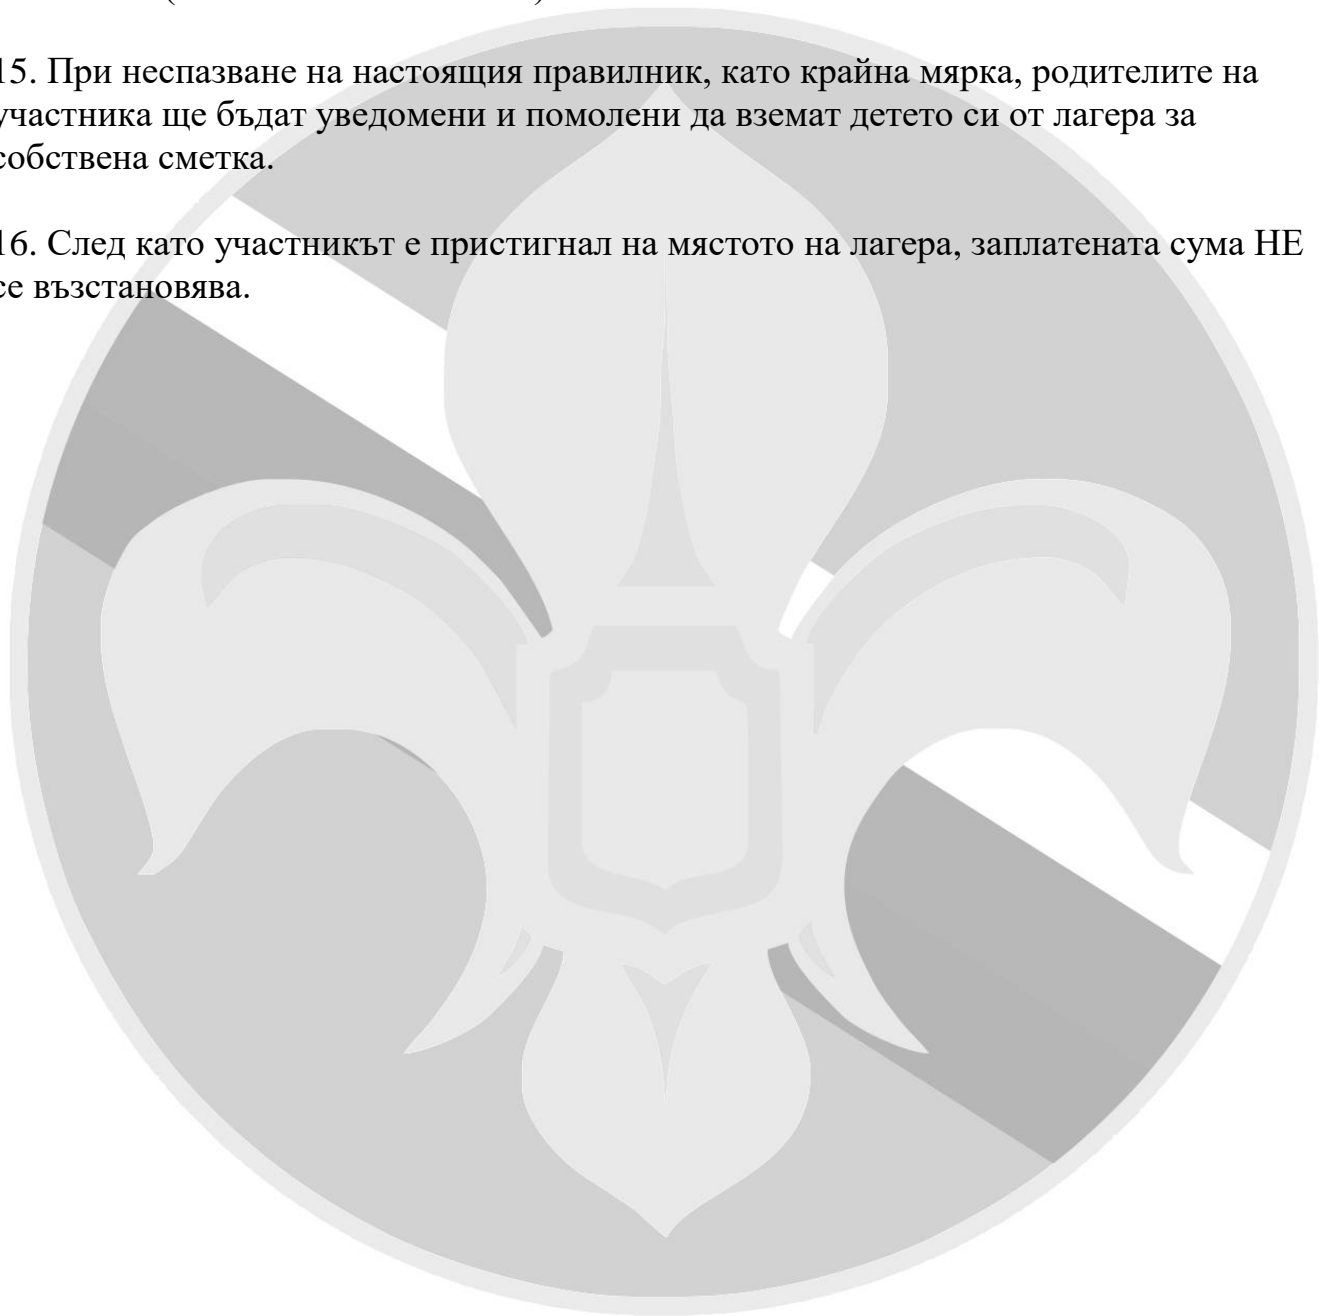 15. При неспазване на настоящия правилник, като крайна мярка, родителите на
участника ще бъдат уведомени и помолени да вземат детето си от лагера за
собствена сметка.
16. След като участникът е пристигнал на мястото на лагера, заплатената сума НЕ
се възстановява.